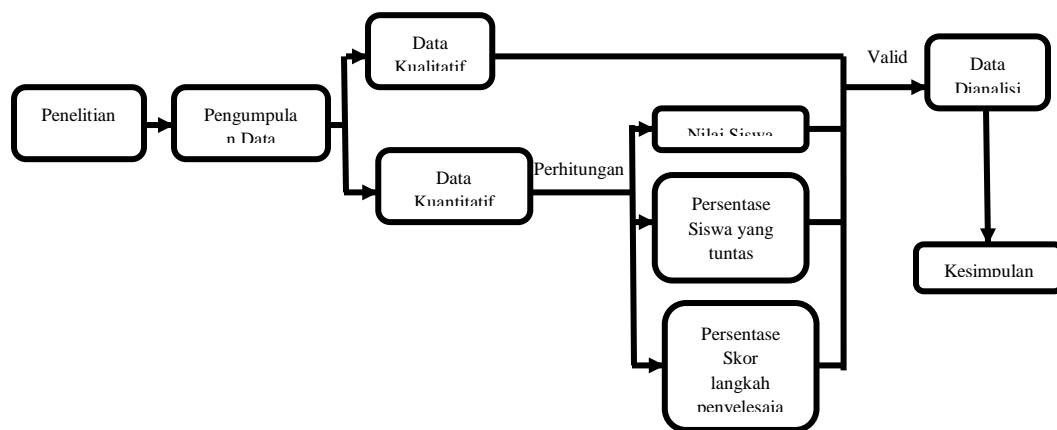 Data
Kualitatif
Valid
Data
Dianalisi
Penelitian
Pengumpula
n Data
Nilai Siswa
Data
Kuantitatif
Perhitungan
Persentase
Siswa yang
tuntas
Kesimpulan
Persentase
Skor
langkah
penyelesaia